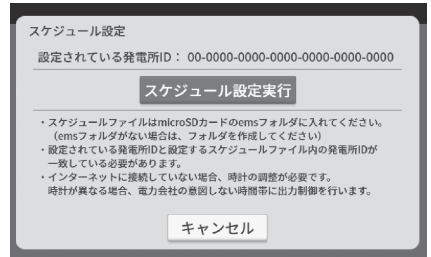 スケジュール設定
設定されている発電所ID： 00-0000-0000-0000-0000-0000-0000
スケジュール設定実行
・スケジュールファイルはmicroSDカードのemsフォルダに入れてください。
（emsフォルダがない場合は、フォルダを作成してください）
・設定されている発電所IDと設定するスケジュールファイル内の発電所IDが
一致している必要があります。
・インターネットに接続していない場合、時計の調整が必要です。
時計が異なる場合、電力会社の意図しない時間帯に出力制御を行います。
キャンセル